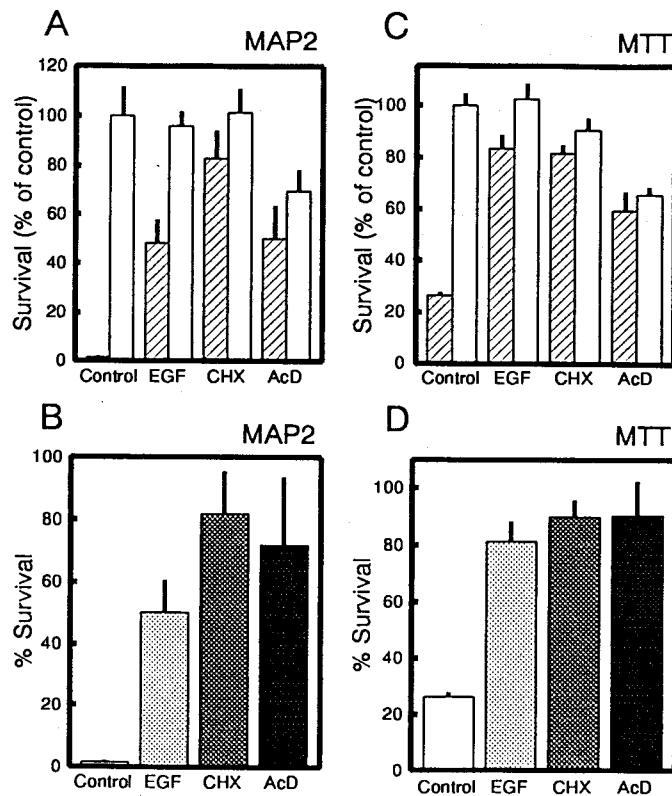 A
MAP2
Survival (% of control)
120
100
80
60
40
20
0
Control EGF CHX AcD
C
MTT
Survival (% of control)
100
80
60
40
20
0
Control EGF CHX AcD
B
MAP2
% Survival
100
80
60
40
20
0
Control EGF CHX AcD
D
MTT
% Survival
100
80
60
40
20
0
Control EGF CHX AcD